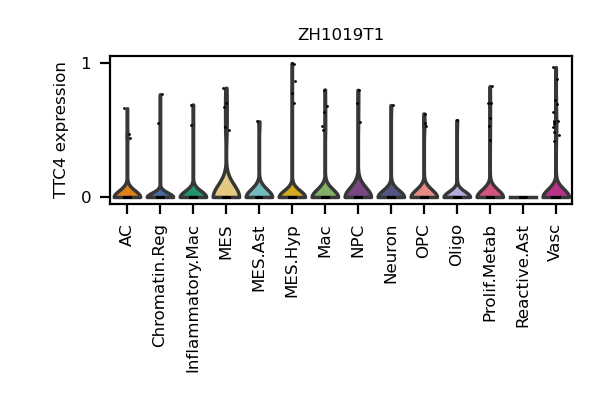 ZH1019T1
TTC4 expression
1
0
AC
Chromatin.Reg
Inflammatory.Mac
MES
MES.Ast
MES.Hyp
Mac
NPC
Neuron
OPC
Oligo
Prolif.Metab
Reactive.Ast
Vasc